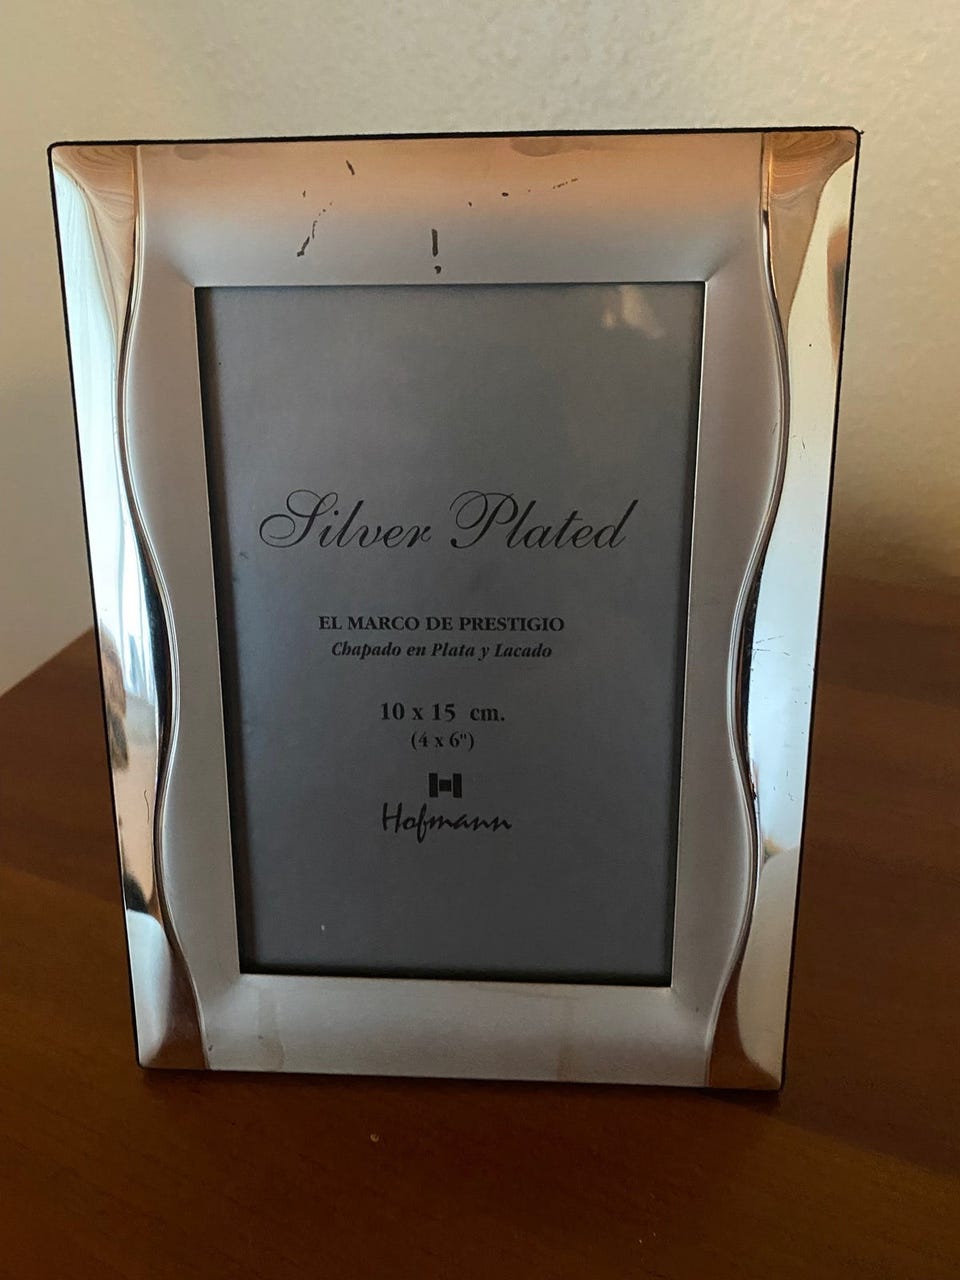 Silver Plated
EL MARCO DE PRESTIGIO
Chapado en Plata y Lacado
10 x 15 cm.
(4 x 6")
Hofmann